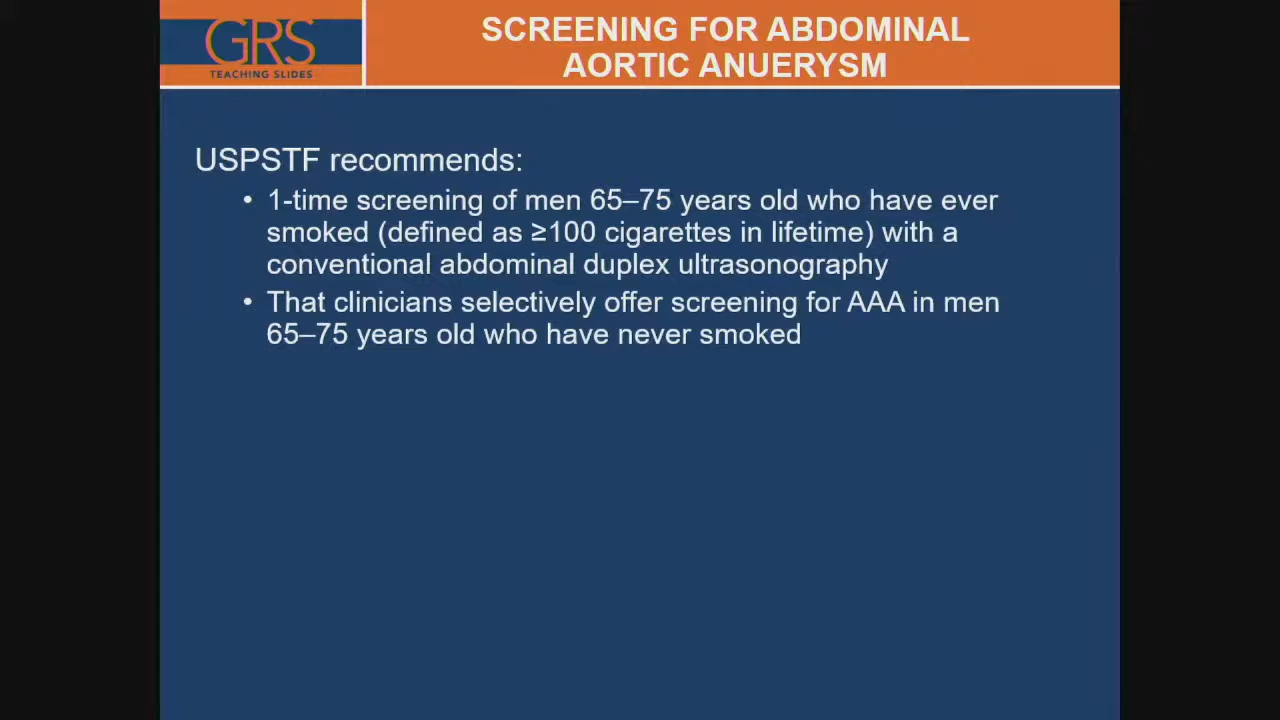 GRS
TEACHING SLIDES
SCREENING FOR ABDOMINAL
AORTIC ANUERYSM
USPSTF recommends:
• 1-time screening of men 65–75 years old who have ever
smoked (defined as ≥100 cigarettes in lifetime) with a
conventional abdominal duplex ultrasonography
• That clinicians selectively offer screening for AAA in men
65–75 years old who have never smoked